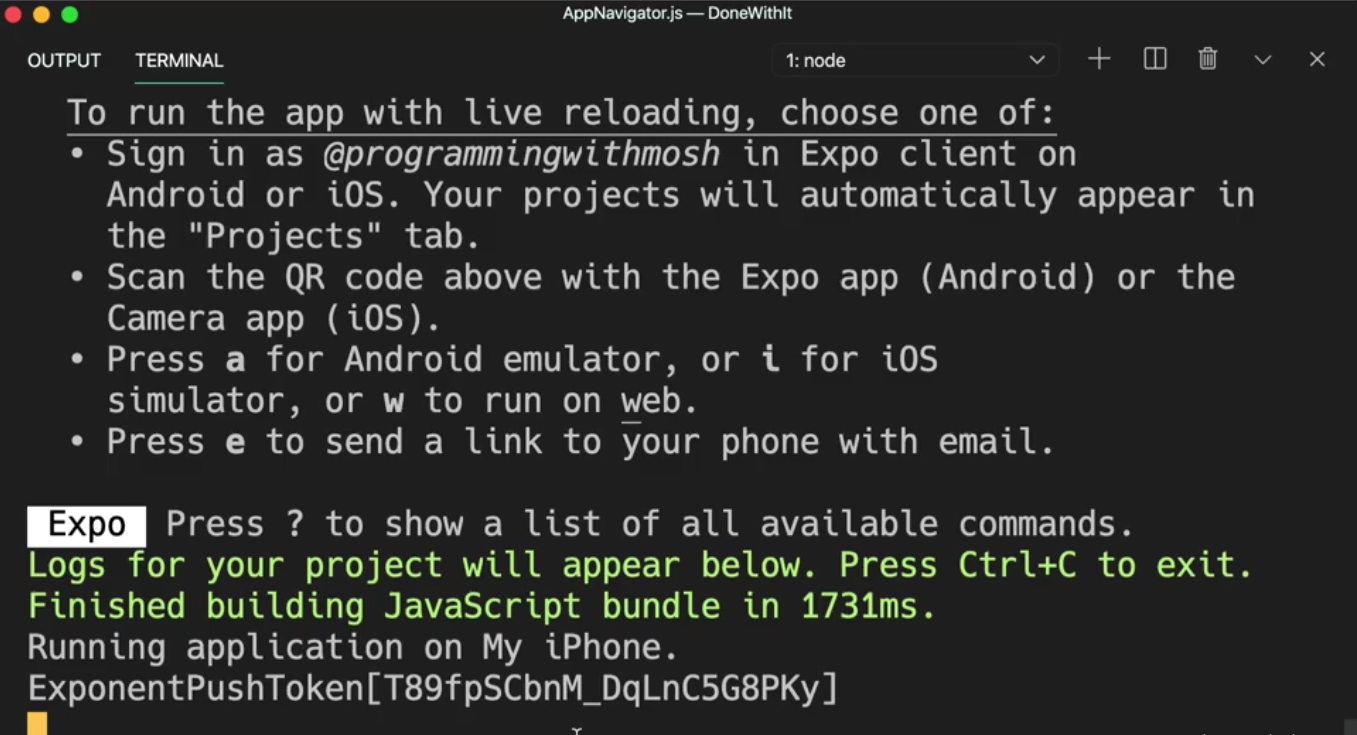 AppNavigator.js — DoneWithIt
OUTPUT TERMINAL 1: node
To run the app with live reloading, choose one of:
• Sign in as @programmingwithmosh in Expo client on
Android or iOS. Your projects will automatically appear in
the "Projects" tab.
• Scan the QR code above with the Expo app (Android) or the
Camera app (iOS).
• Press a for Android emulator, or i for iOS
simulator, or w to run on web.
• Press e to send a link to your phone with email.
Expo Press ? to show a list of all available commands.
Logs for your project will appear below. Press Ctrl+C to exit.
Finished building JavaScript bundle in 1731ms.
Running application on My iPhone.
ExponentPushToken[T89fpSCbnM_DqLnC5G8PKy]